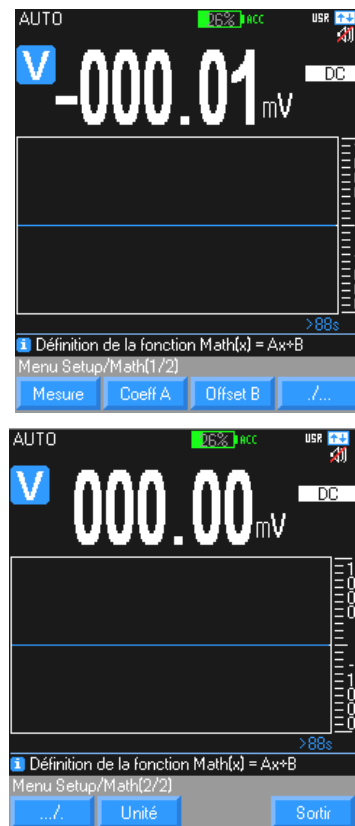 AUTO 26% ACC USR
V DC
-000.01 mV
>88s
Définition de la fonction Math(x) = Ax+B
Menu Setup/Math(1/2)
Mesure Coeff A Offset B ./...
AUTO 26% ACC USR
V DC
000.00 mV
>88s
Définition de la fonction Math(x) = Ax+B
Menu Setup/Math(2/2)
.../. Unité Sortir